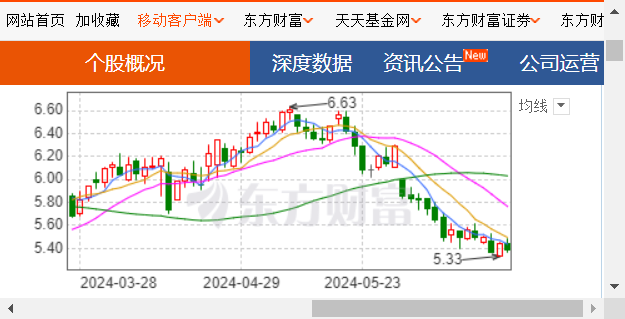 网站首页 加收藏 移动客户端 东方财富 天天基金网 东方财富证券 东方财
个股概况 深度数据 资讯公告 New 公司运营
均线
6.60
6.63
6.40
6.20
6.00
5.80
东方财富
5.60
5.40
5.33
2024-03-28 2024-04-29 2024-05-23